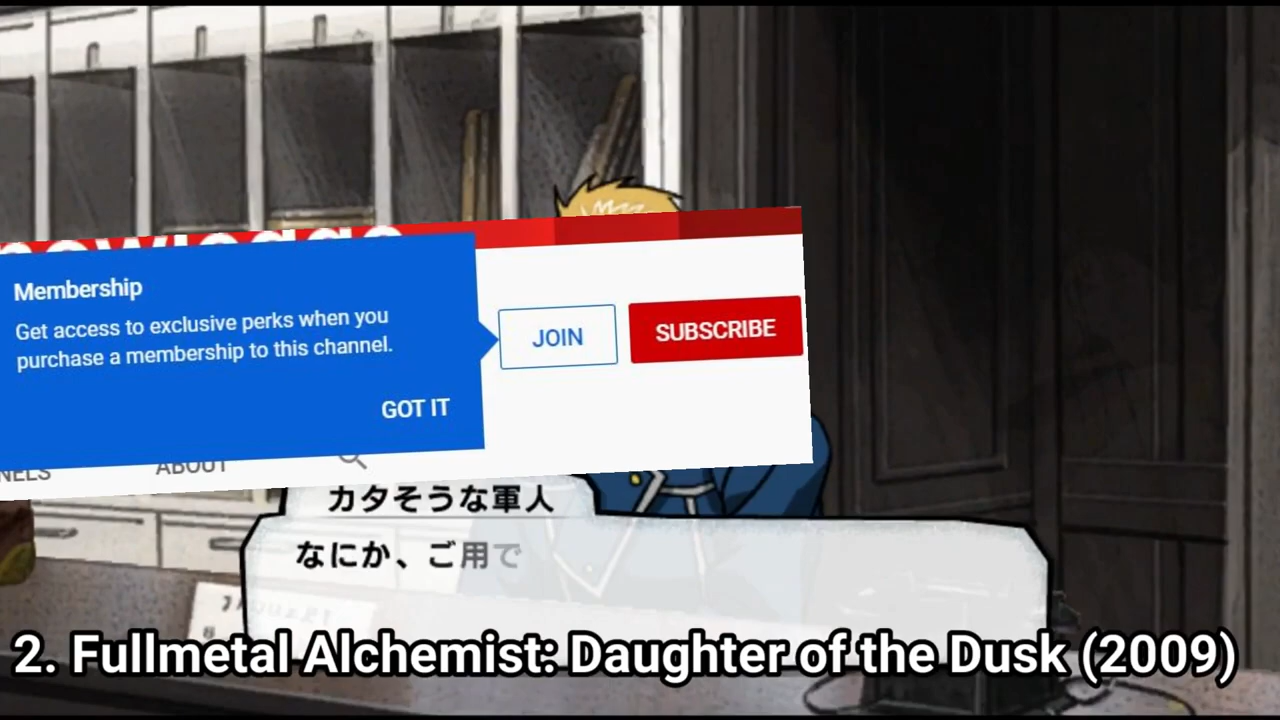 Membership
Get access to exclusive perks when you
purchase a membership to this channel.
GOT IT
JOIN
SUBSCRIBE
ABOUT
カタそうな軍人
なにか、ご用で
2. Fullmetal Alchemist: Daughter of the Dusk (2009)